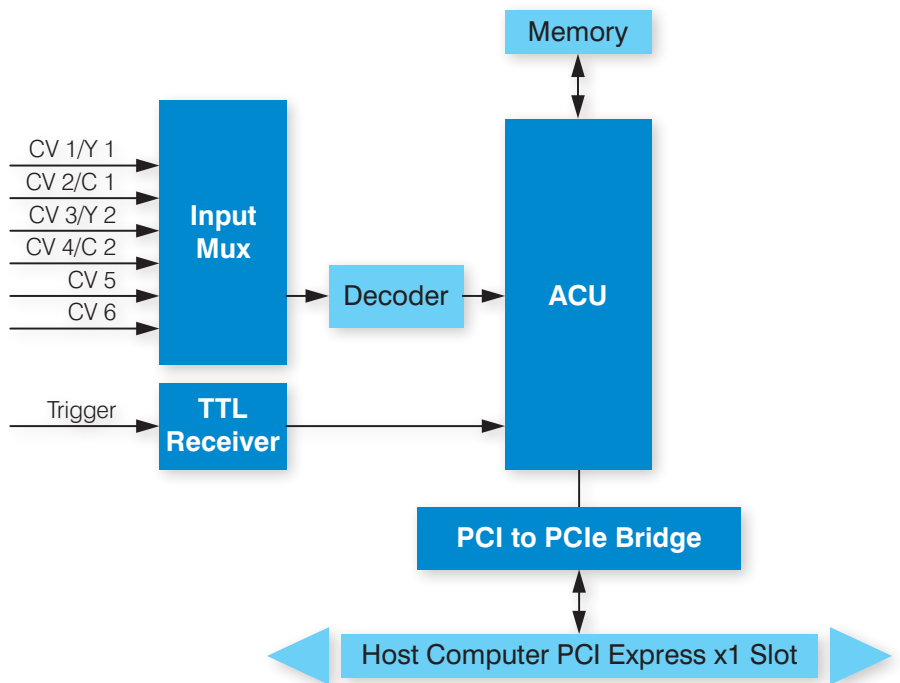 Memory
CV 1/Y 1
CV 2/C 1
CV 3/Y 2
CV 4/C 2
CV 5
CV 6
Input
Mux
Decoder
ACU
Trigger
TTL
Receiver
PCI to PCIe Bridge
Host Computer PCI Express x1 Slot